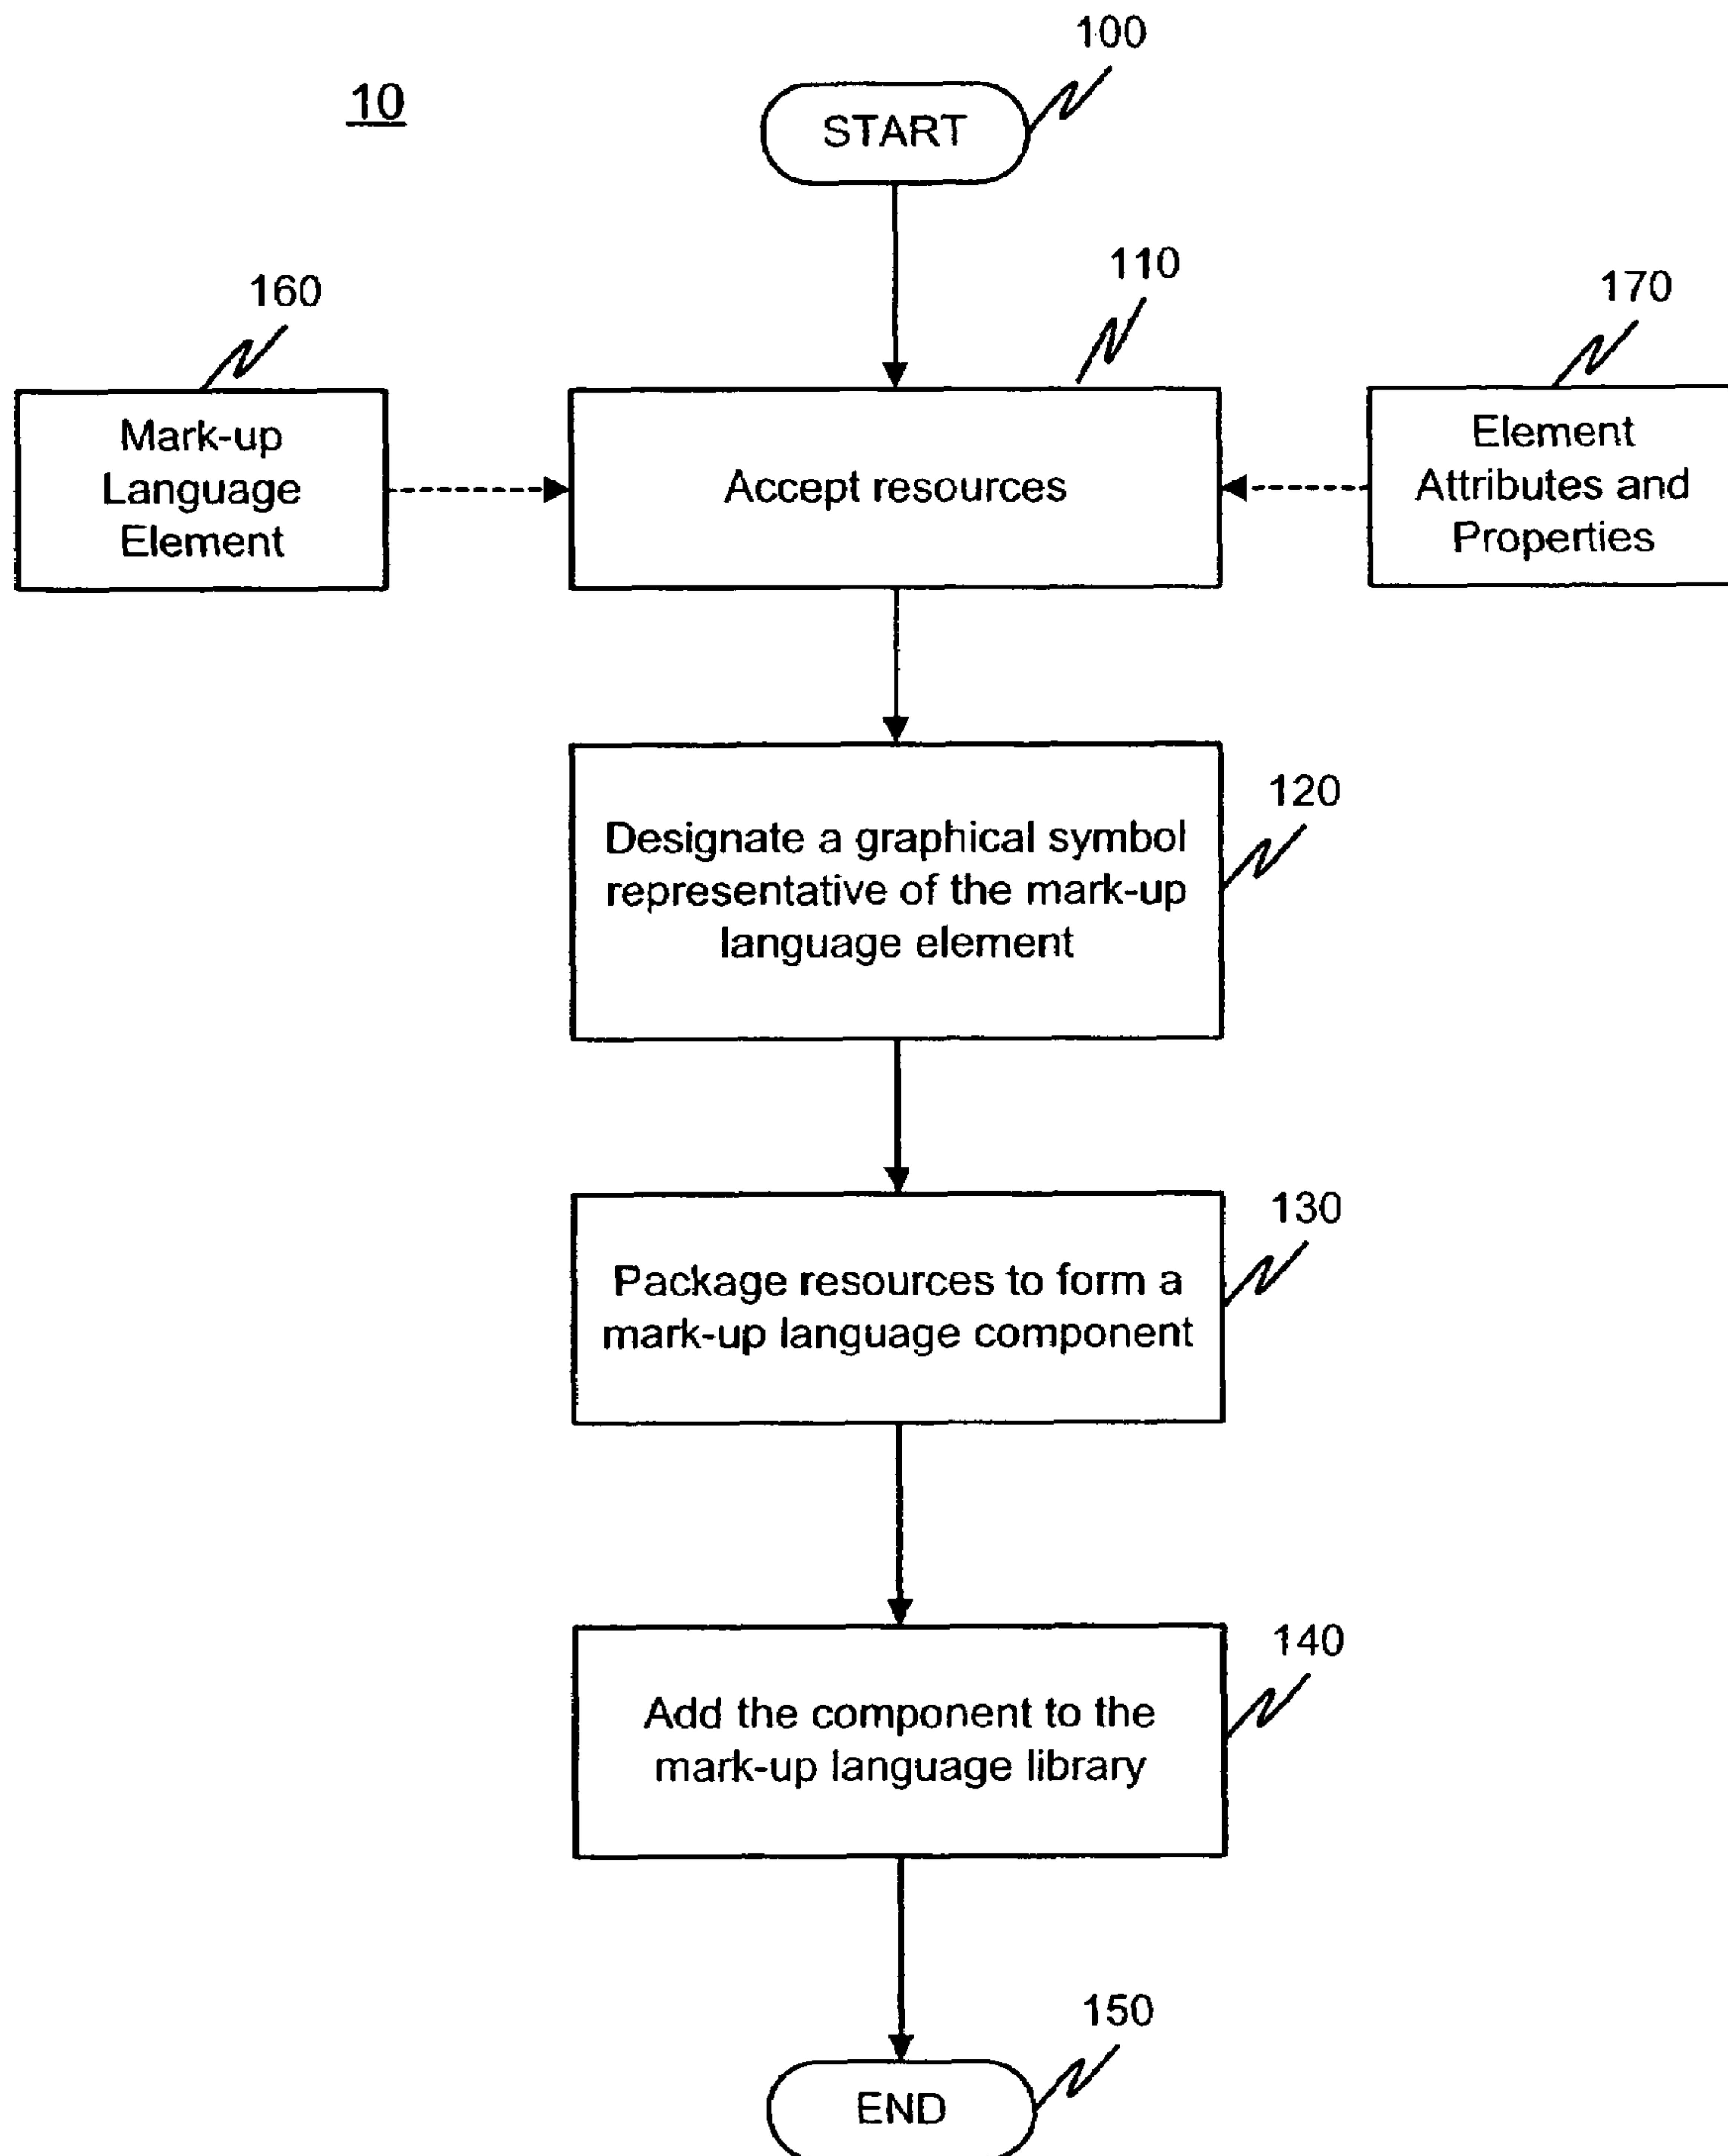 100
10
START
110
160
170
Mark-up
Language
Element
Accept resources
Element
Attributes and
Properties
120
Designate a graphical symbol
representative of the mark-up
language element
130
Package resources to form a
mark-up language component
140
Add the component to the
mark-up language library
150
END